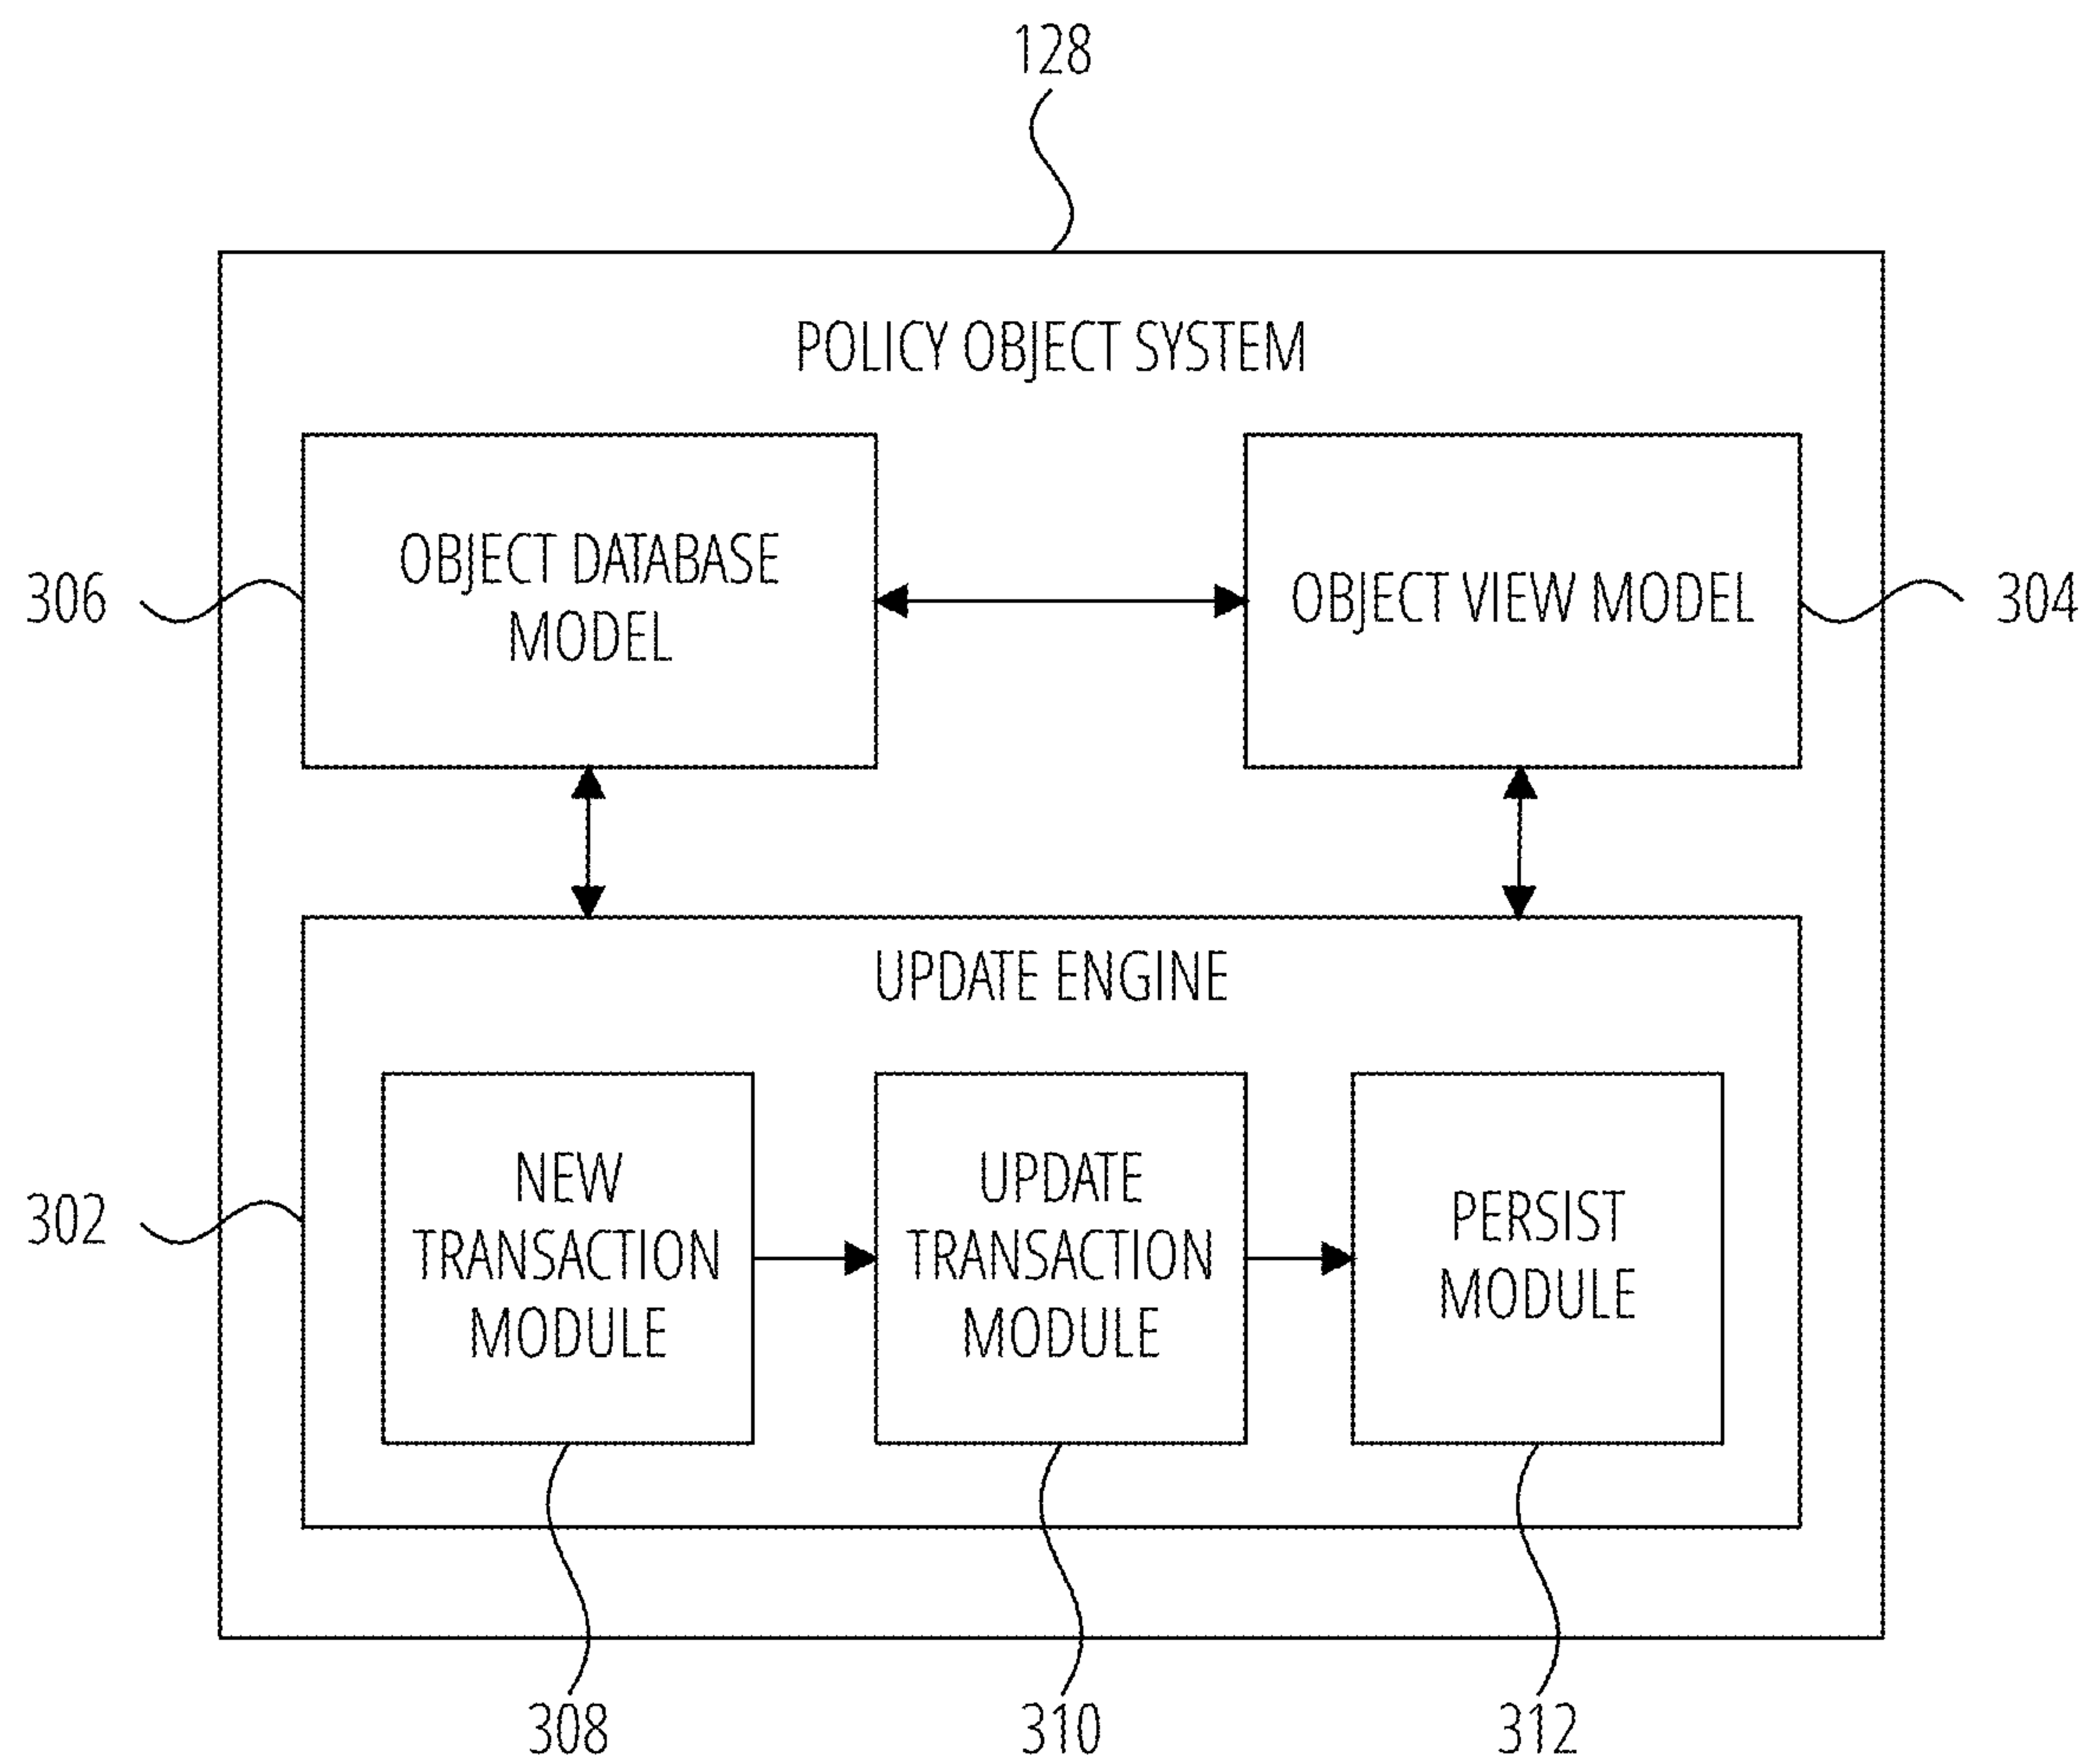 128
POLICY OBJECT SYSTEM
OBJECT DATABASE
MODEL
OBJECT VIEW MODEL
306
304
UPDATE ENGINE
NEW
TRANSACTION
MODULE
UPDATE
TRANSACTION
MODULE
PERSIST
MODULE
302
308
310
312